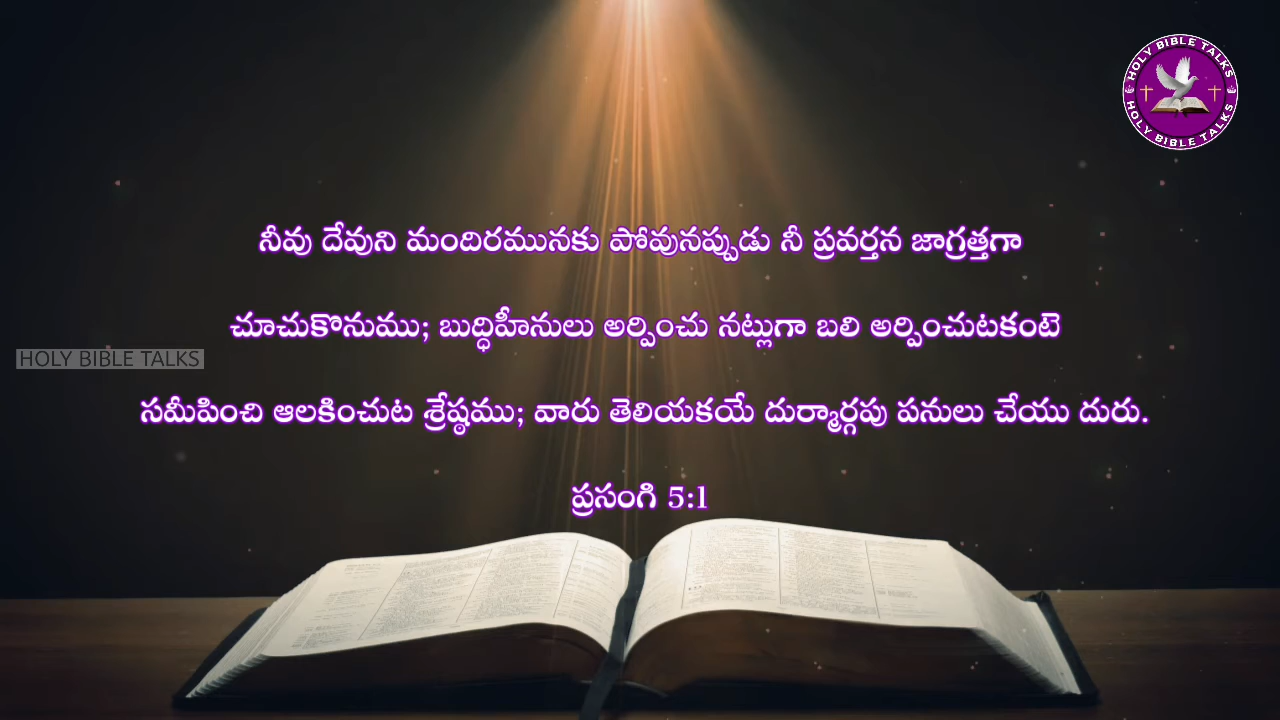 HOLY BIBLE TALKS
HOLY BIBLE TALKS
నీవు దేవుని మందిరమునకు పోవునప్పుడు నీ ప్రవర్తన జాగ్రత్తగా
చూచుకొనుము; బుద్ధిహీనులు అర్పించు నట్లుగా బలి అర్పించుటకంటె
HOLY BIBLE TALKS
సమీపించి ఆలకించుట శ్రేష్ఠము; వారు తెలియకయే దుర్మార్గపు పనులు చేయు దురు.
ప్రసంగి 5:1